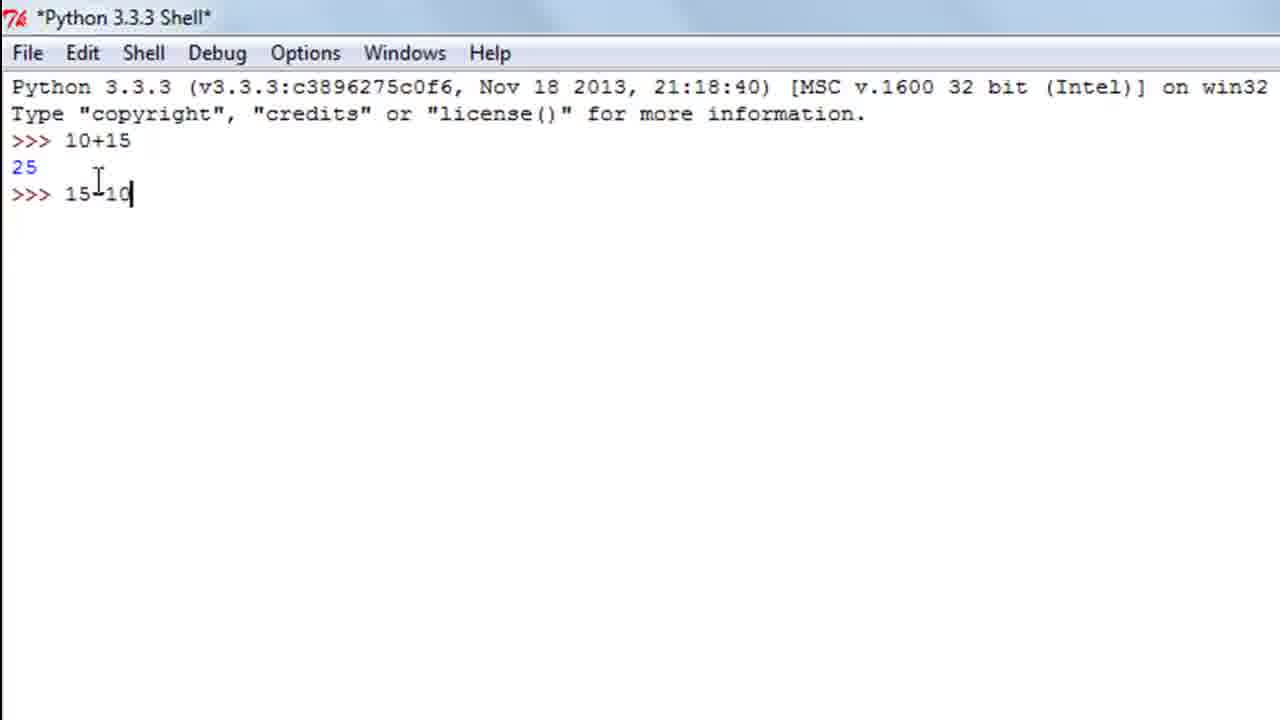 *Python 3.3.3 Shell*
File Edit Shell Debug Options Windows Help
Python 3.3.3 (v3.3.3:c3896275c0f6, Nov 18 2013, 21:18:40) [MSC v.1600 32 bit (Intel)] on win32
Type "copyright", "credits" or "license()" for more information.
>>> 10+15
25
>>> 15-10